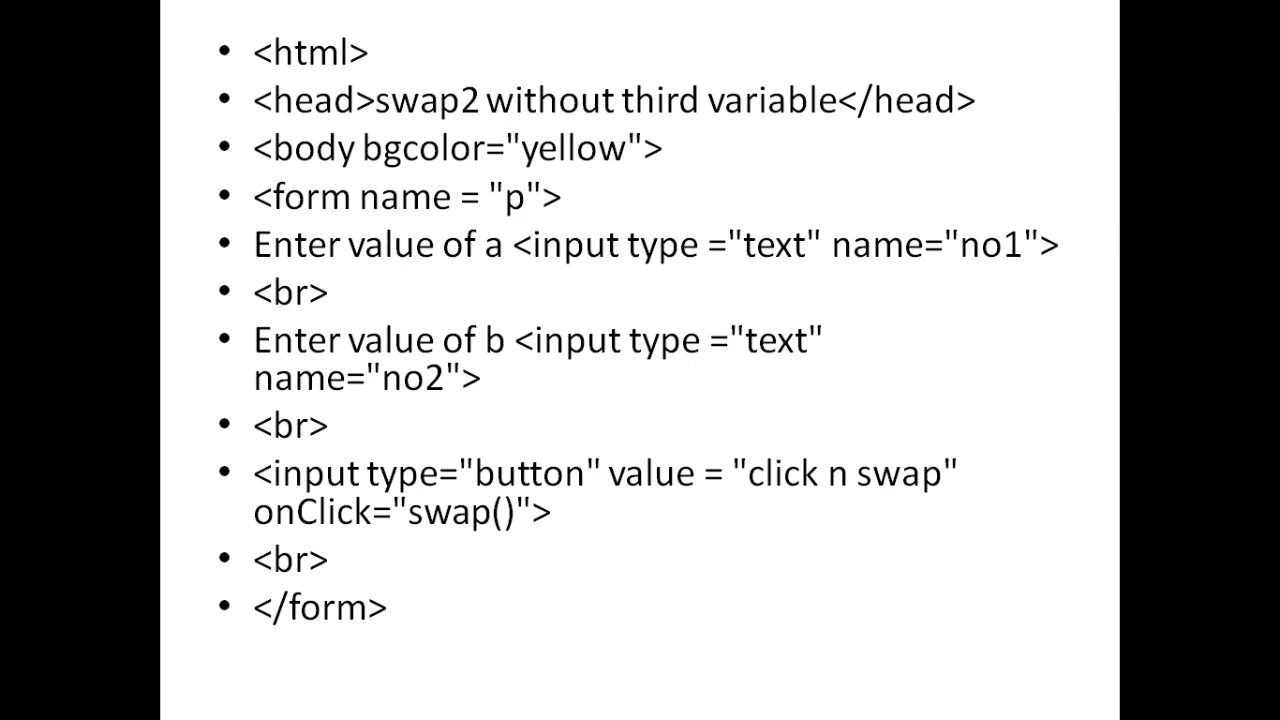 • <html>
• <head>swap2 without third variable</head>
• <body bgcolor="yellow">
• <form name = "p">
• Enter value of a <input type ="text" name="no1">
• <br>
• Enter value of b <input type ="text"
name="no2">
• <br>
• <input type="button" value = "click n swap"
onClick="swap()">
• <br>
• </form>